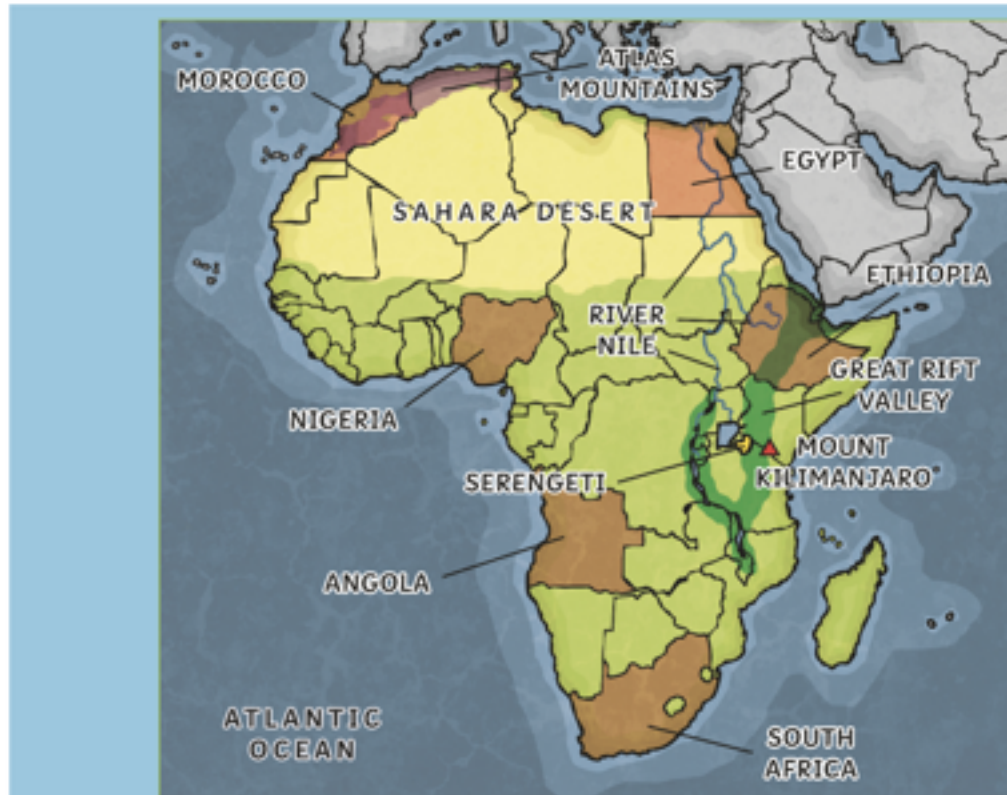 MOROCCO
ATLAS
MOUNTAINS
EGYPT
SAHARA DESERT
ETHIOPIA
RIVER
NILE
GREAT RIFT
VALLEY
NIGERIA
MOUNT
KILIMANJARO
SERENGETI
ANGOLA
ATLANTIC
OCEAN
SOUTH
AFRICA